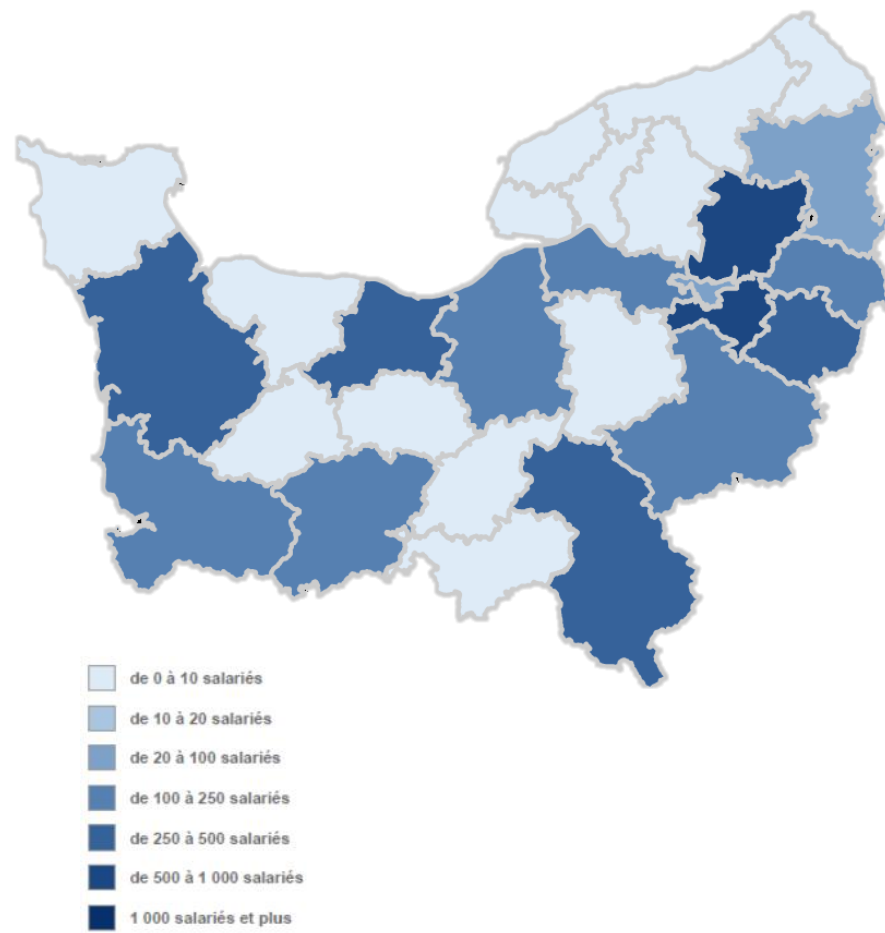 de 0 à 10 salariés
de 10 à 20 salariés
de 20 à 100 salariés
de 100 à 250 salariés
de 250 à 500 salariés
de 500 à 1 000 salariés
1 000 salariés et plus